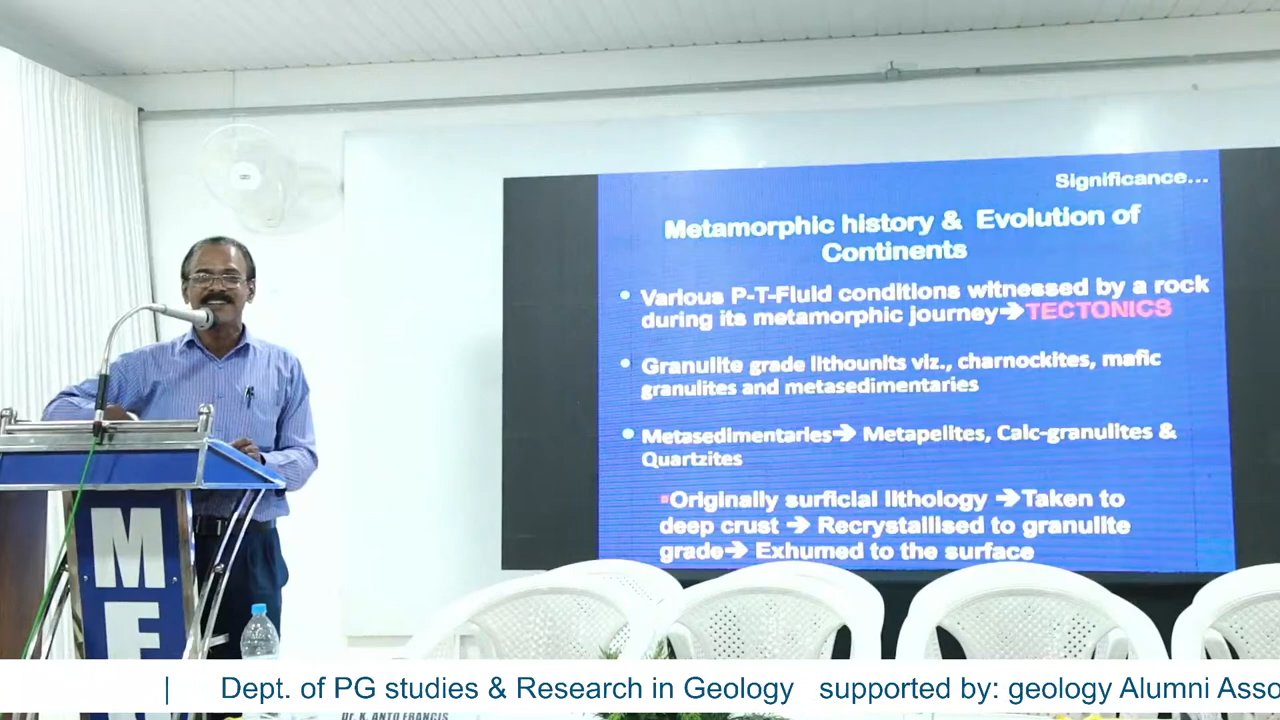 Significance...
Metamorphic history & Evolution of
Continents
• Various P-T-Fluid conditions witnessed by a rock
during its metamorphic journey➔TECTONICS
• Granulite grade lithounits viz., charnockites, mafic
granulites and metasedimentaries
• Metasedimentaries➔ Metapelites, Calc-granulites &
Quartzites
▪Originally surficial lithology ➔Taken to
deep crust ➔ Recrystallised to granulite
grade➔ Exhumed to the surface
M
E
| Dept. of PG studies & Research in Geology supported by: geology Alumni Asso
Dr. K. ANTO FRANCIS